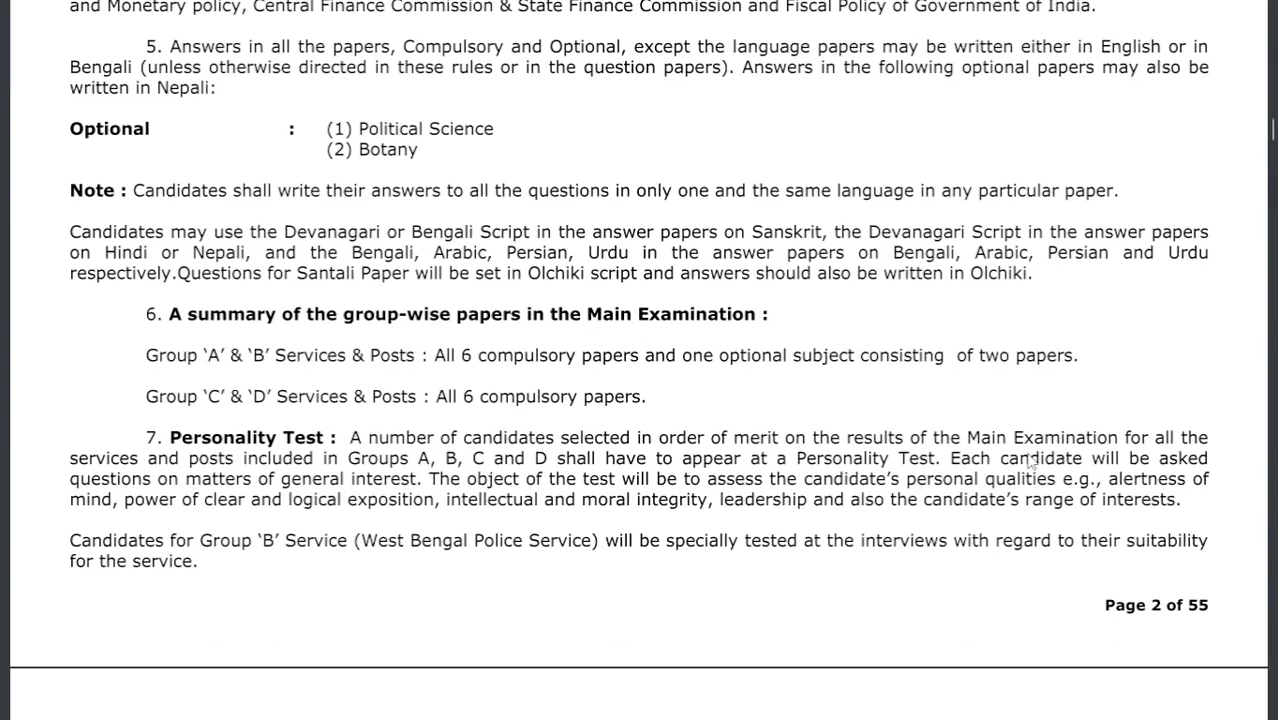 and Monetary policy, Central Finance Commission & State Finance Commission and Fiscal Policy of Government of India.
5. Answers in all the papers, Compulsory and Optional, except the language papers may be written either in English or in
Bengali (unless otherwise directed in these rules or in the question papers). Answers in the following optional papers may also be
written in Nepali:
Optional : (1) Political Science
(2) Botany
Note : Candidates shall write their answers to all the questions in only one and the same language in any particular paper.
Candidates may use the Devanagari or Bengali Script in the answer papers on Sanskrit, the Devanagari Script in the answer papers
on Hindi or Nepali, and the Bengali, Arabic, Persian, Urdu in the answer papers on Bengali, Arabic, Persian and Urdu
respectively.Questions for Santali Paper will be set in Olchiki script and answers should also be written in Olchiki.
6. A summary of the group-wise papers in the Main Examination :
Group ‘A’ & ‘B’ Services & Posts : All 6 compulsory papers and one optional subject consisting of two papers.
Group ‘C’ & ‘D’ Services & Posts : All 6 compulsory papers.
7. Personality Test : A number of candidates selected in order of merit on the results of the Main Examination for all the
services and posts included in Groups A, B, C and D shall have to appear at a Personality Test. Each candidate will be asked
questions on matters of general interest. The object of the test will be to assess the candidate’s personal qualities e.g., alertness of
mind, power of clear and logical exposition, intellectual and moral integrity, leadership and also the candidate’s range of interests.
Candidates for Group ‘B’ Service (West Bengal Police Service) will be specially tested at the interviews with regard to their suitability
for the service.
Page 2 of 55